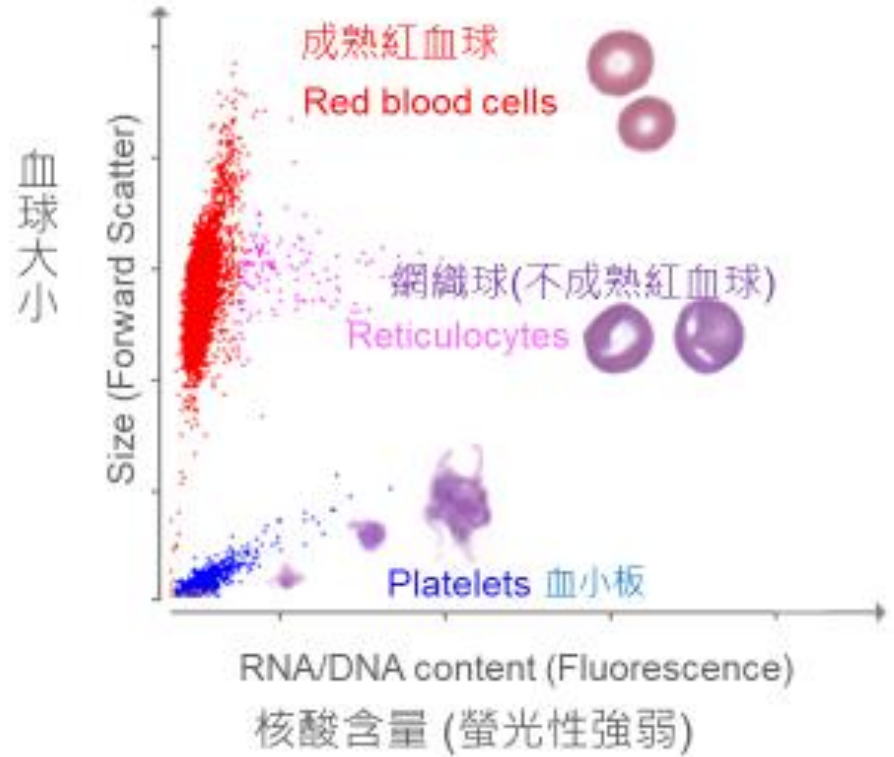 成熟紅血球
Red blood cells
血球大小
Size (Forward Scatter)
網織球(不成熟紅血球)
Reticulocytes
Platelets 血小板
RNA/DNA content (Fluorescence)
核酸含量 (螢光性強弱)